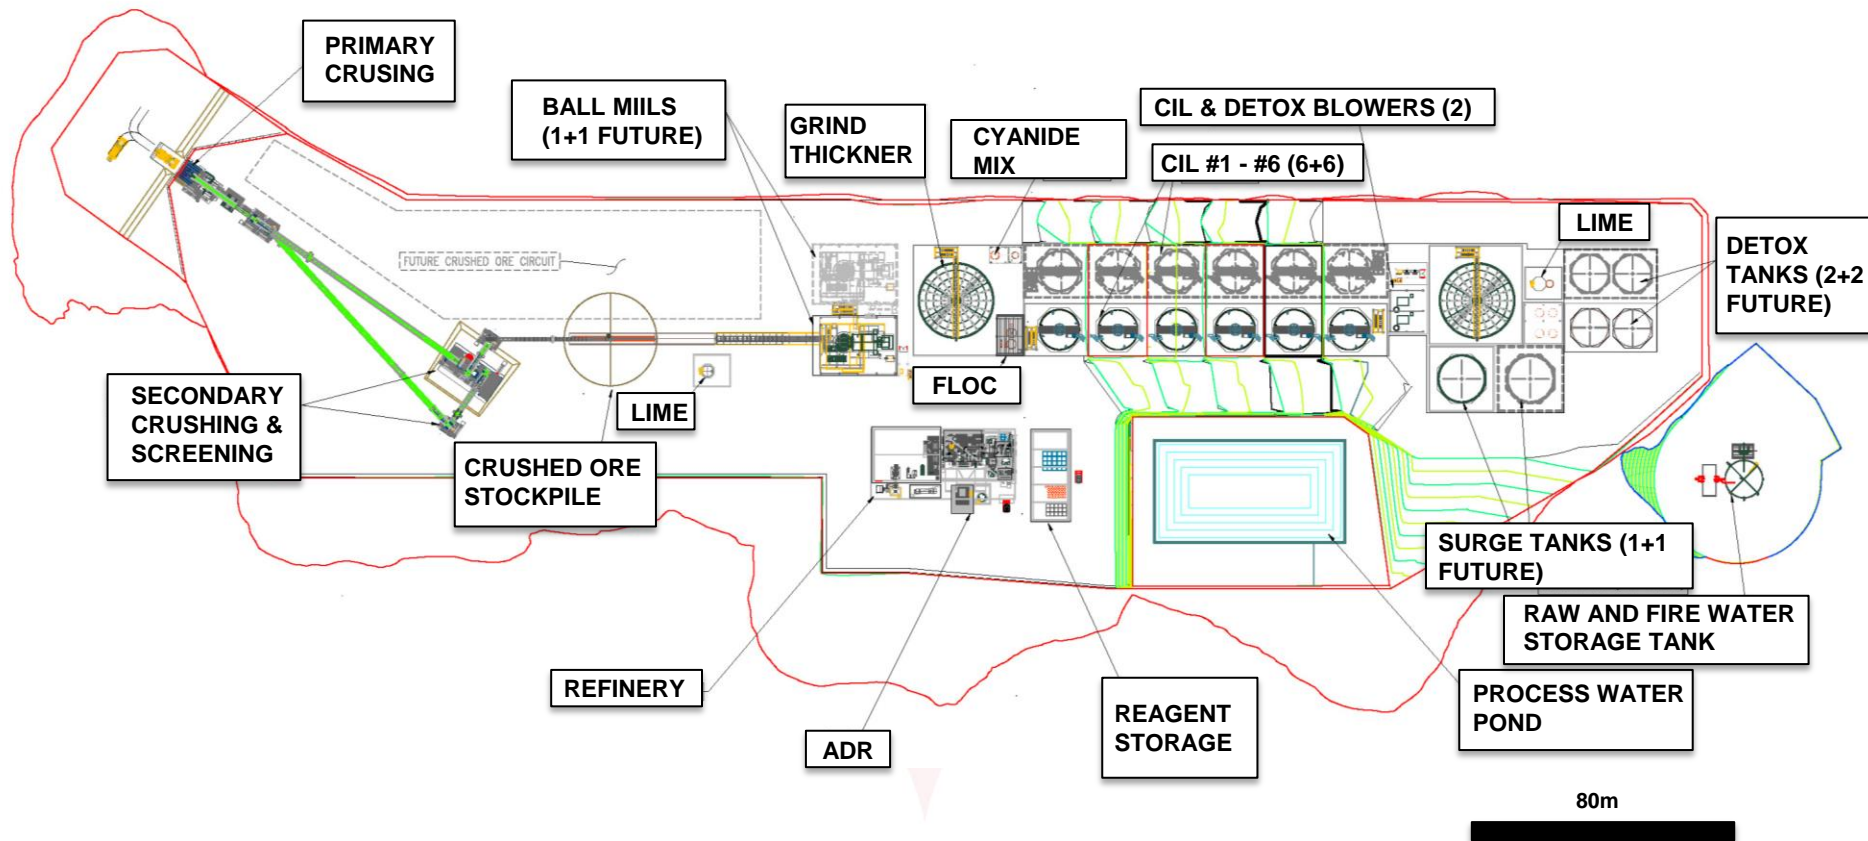 PRIMARY
CRUSING
BALL MIILS
(1+1 FUTURE)
GRIND
THICKNER
CYANIDE
MIX
CIL & DETOX BLOWERS (2)
CIL #1 - #6 (6+6)
LIME
DETOX
TANKS (2+2
FUTURE)
FUTURE CRUSHED ORE CIRCUIT
SECONDARY
CRUSHING &
SCREENING
LIME
FLOC
CRUSHED ORE
STOCKPILE
SURGE TANKS (1+1
FUTURE)
RAW AND FIRE WATER
STORAGE TANK
REFINERY
ADR
REAGENT
STORAGE
PROCESS WATER
POND
80m